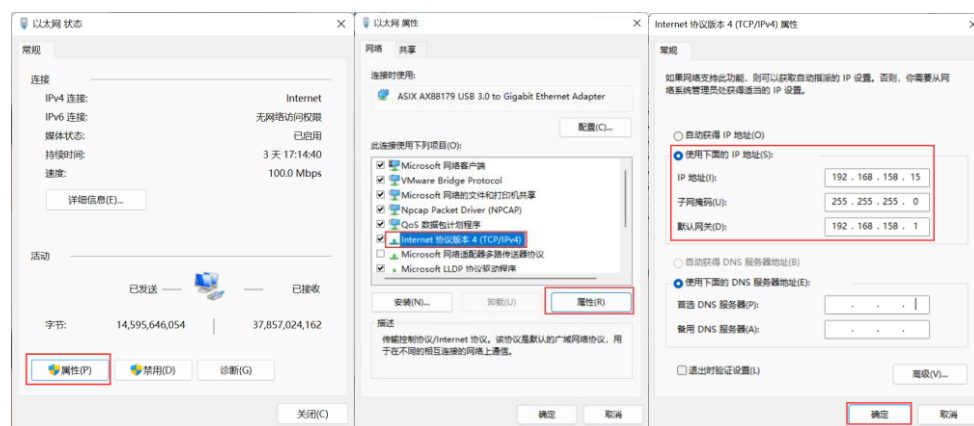 以太网 状态
常规
连接
IPv4 连接: Internet
IPv6 连接: 无网络访问权限
媒体状态: 已启用
持续时间: 3 天 17:14:40
速度: 100.0 Mbps
详细信息(E)...
活动
已发送 已接收
字节: 14,595,646,054 37,857,024,162
属性(P) 禁用(D) 诊断(G)
关闭(C)
以太网 属性
网络 共享
连接时使用:
ASIX AX88179 USB 3.0 to Gigabit Ethernet Adapter
配置(C)...
此连接使用下列项目(O):
Microsoft 网络客户端
VMware Bridge Protocol
Microsoft 网络的文件和打印机共享
Npcap Packet Driver (NPCAP)
QoS 数据包计划程序
Internet 协议版本 4 (TCP/IPv4)
Microsoft 网络适配器多路传送器协议
Microsoft LLDP 协议驱动程序
安装(N)... 卸载(U) 属性(R)
描述
传输控制协议/Internet 协议。该协议是默认的广域网络协议，用
于在不同的相互连接的网络上通信。
确定 取消
Internet 协议版本 4 (TCP/IPv4) 属性
常规
如果网络支持此功能，则可以获取自动指派的 IP 设置。否则，你需要从网
络系统管理员处获得适当的 IP 设置。
自动获得 IP 地址(O)
使用下面的 IP 地址(S):
IP 地址(I): 192 . 168 . 158 . 15
子网掩码(U): 255 . 255 . 255 . 0
默认网关(D): 192 . 168 . 158 . 1
自动获得 DNS 服务器地址(B)
使用下面的 DNS 服务器地址(E):
首选 DNS 服务器(P): . . .
备用 DNS 服务器(A): . . .
退出时验证设置(L)
高级(V)...
确定 取消